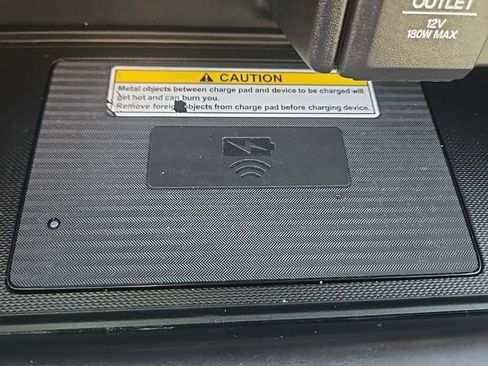 OUTLET
12V
180W MAX
CAUTION
Metal objects between charge pad and device to be charged will
get hot and can burn you.
Remove foreign objects from charge pad before charging device.